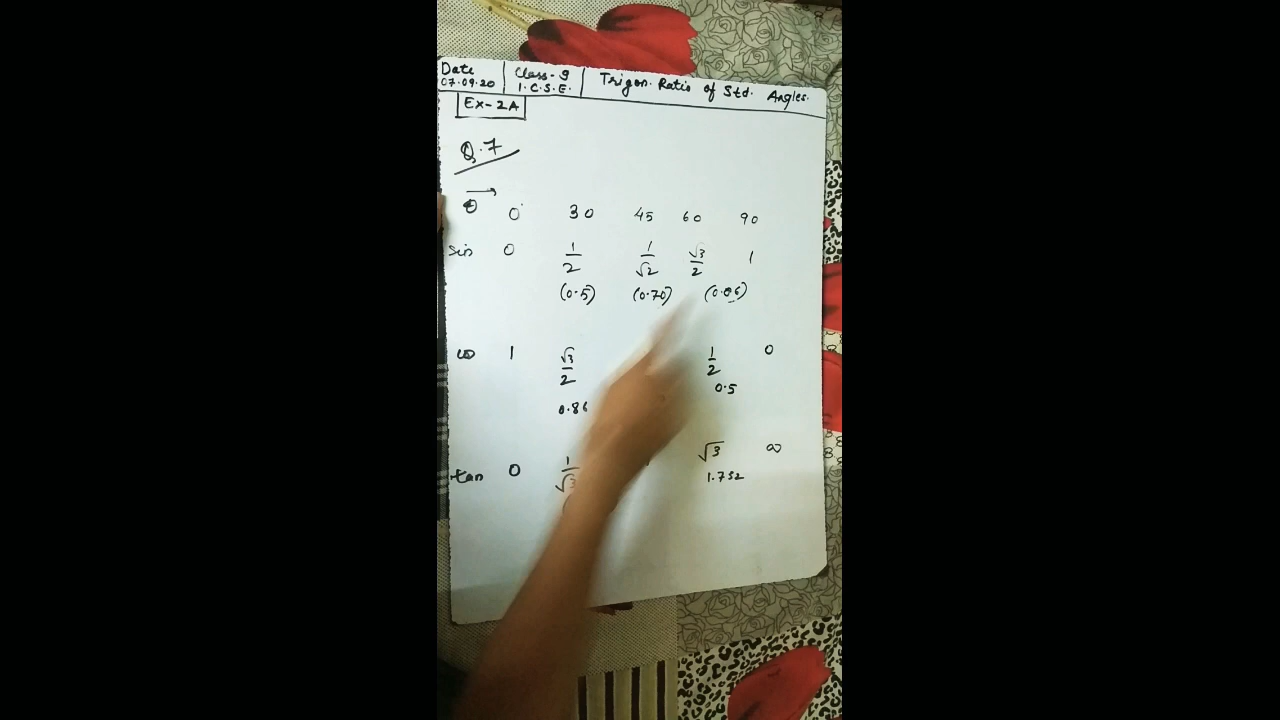 Date 07.09.20
Class-9 I.C.S.E.
Trigon. Ratio of Std. Angles.
Ex-2A
Q.7
θ 0° 30 45 60 90
sin 0 1/2 1/√2 √3/2 1
(0.5) (0.70)
cos 1 √3/2 1/2 0
0.86 0.5
tan 0 1/√3 √3 ∞
1.732